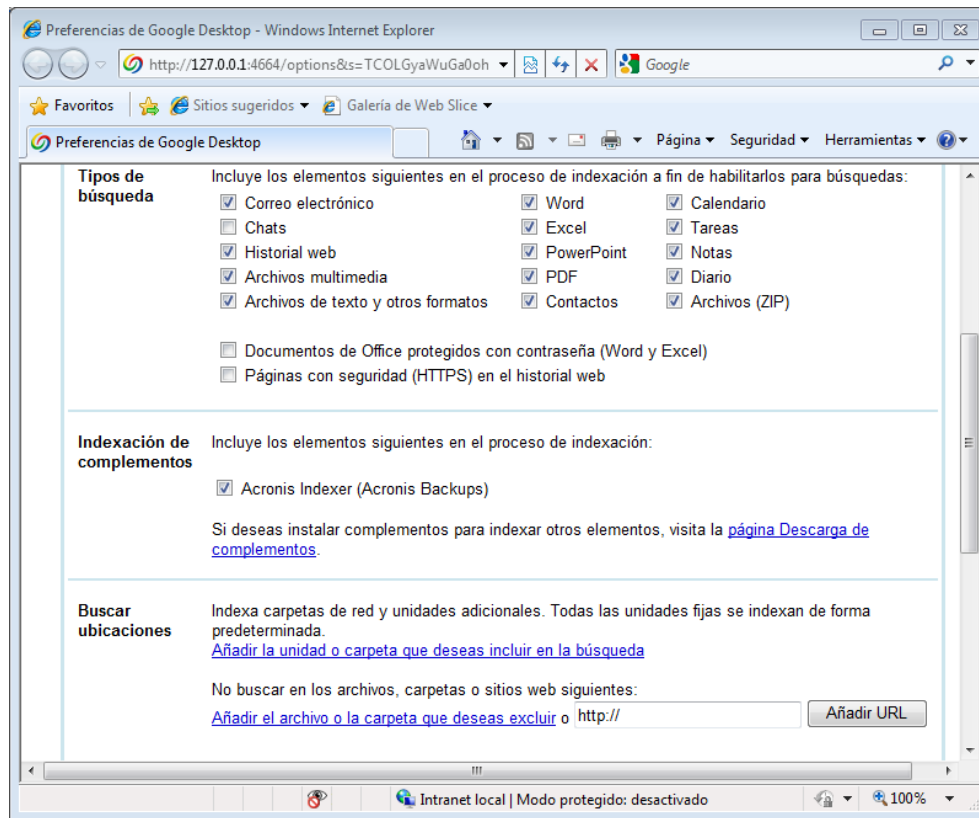 Preferencias de Google Desktop - Windows Internet Explorer
http://127.0.0.1:4664/options&s=TCOLGyaWuGa0oh
Google
Favoritos
Sitios sugeridos
Galería de Web Slice
Preferencias de Google Desktop
Página
Seguridad
Herramientas
Tipos de búsqueda
Incluye los elementos siguientes en el proceso de indexación a fin de habilitarlos para búsquedas:
Correo electrónico Word Calendario
Chats Excel Tareas
Historial web PowerPoint Notas
Archivos multimedia PDF Diario
Archivos de texto y otros formatos Contactos Archivos (ZIP)
Documentos de Office protegidos con contraseña (Word y Excel)
Páginas con seguridad (HTTPS) en el historial web
Indexación de complementos
Incluye los elementos siguientes en el proceso de indexación:
Acronis Indexer (Acronis Backups)
Si deseas instalar complementos para indexar otros elementos, visita la página Descarga de
complementos.
Buscar ubicaciones
Indexa carpetas de red y unidades adicionales. Todas las unidades fijas se indexan de forma
predeterminada.
Añadir la unidad o carpeta que deseas incluir en la búsqueda
No buscar en los archivos, carpetas o sitios web siguientes:
Añadir el archivo o la carpeta que deseas excluir o http:// Añadir URL
Intranet local | Modo protegido: desactivado
100%